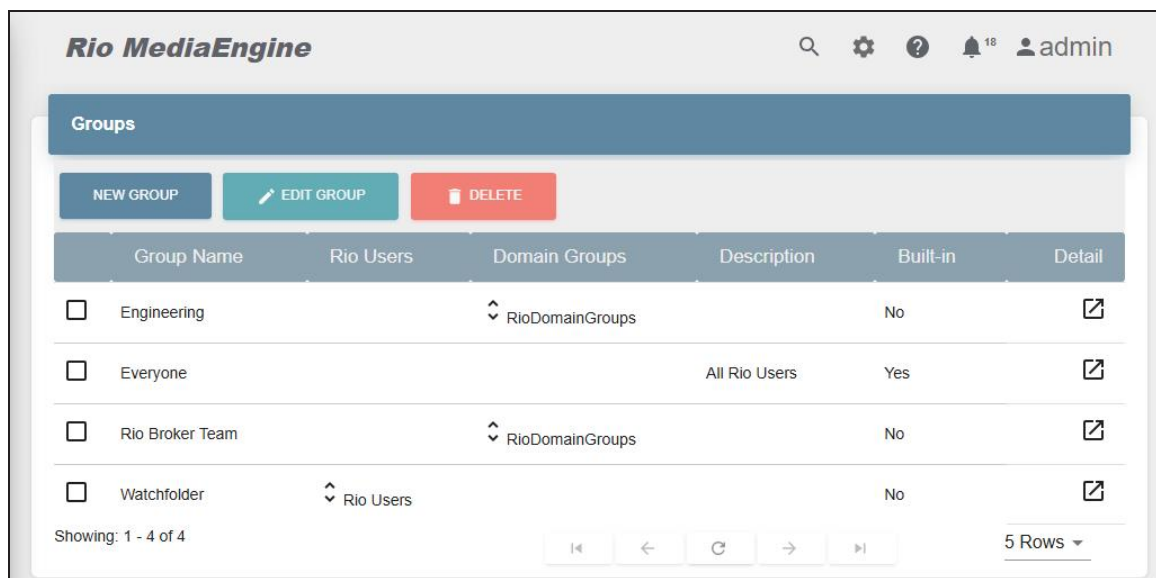 Rio MediaEngine 18 admin
Groups
NEW GROUP EDIT GROUP DELETE
Group Name Rio Users Domain Groups Description Built-in Detail
Engineering RioDomainGroups No
Everyone All Rio Users Yes
Rio Broker Team RioDomainGroups No
Watchfolder Rio Users No
Showing: 1 - 4 of 4 5 Rows